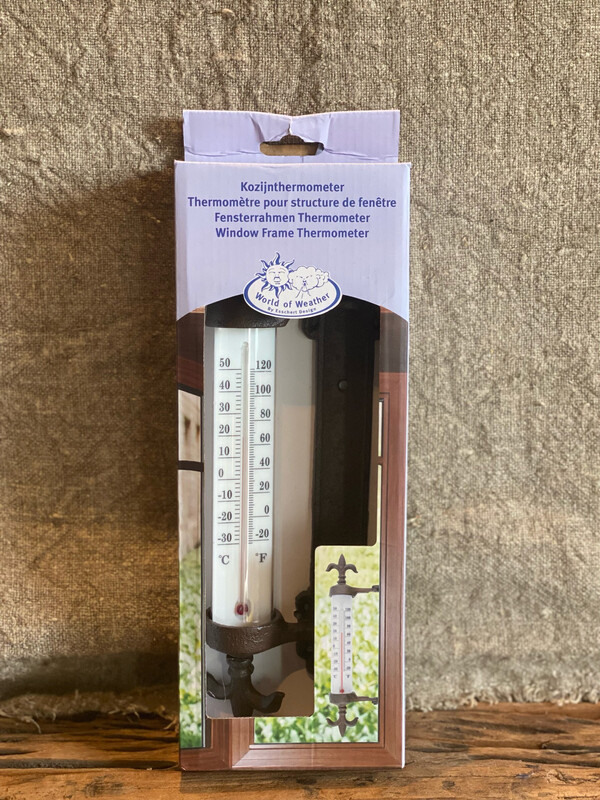 Kozijnthermometer
Thermomètre pour structure de fenêtre
Fensterrahmen Thermometer
Window Frame Thermometer
World of Weather
By Esschert Design
50 120
40 100
30 80
20 60
10 40
0 20
-10 0
-20 -20
-30
°C °F